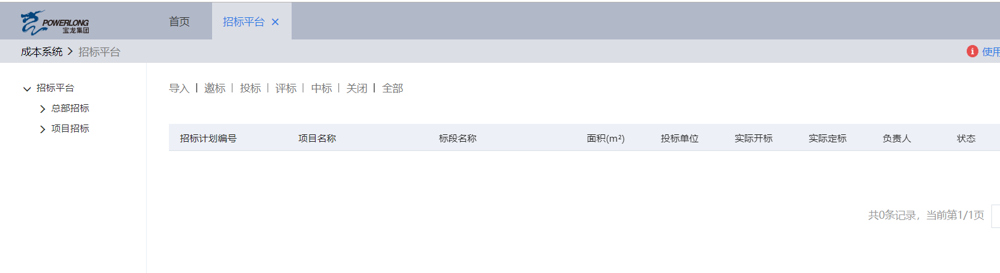 POWERLONG
宝龙集团
首页 招标平台
成本系统 招标平台 使用
招标平台
总部招标
项目招标
导入 邀标 投标 评标 中标 关闭 全部
招标计划编号 项目名称 标段名称 面积(m²) 投标单位 实际开标 实际定标 负责人 状态
共0条记录，当前第1/1页